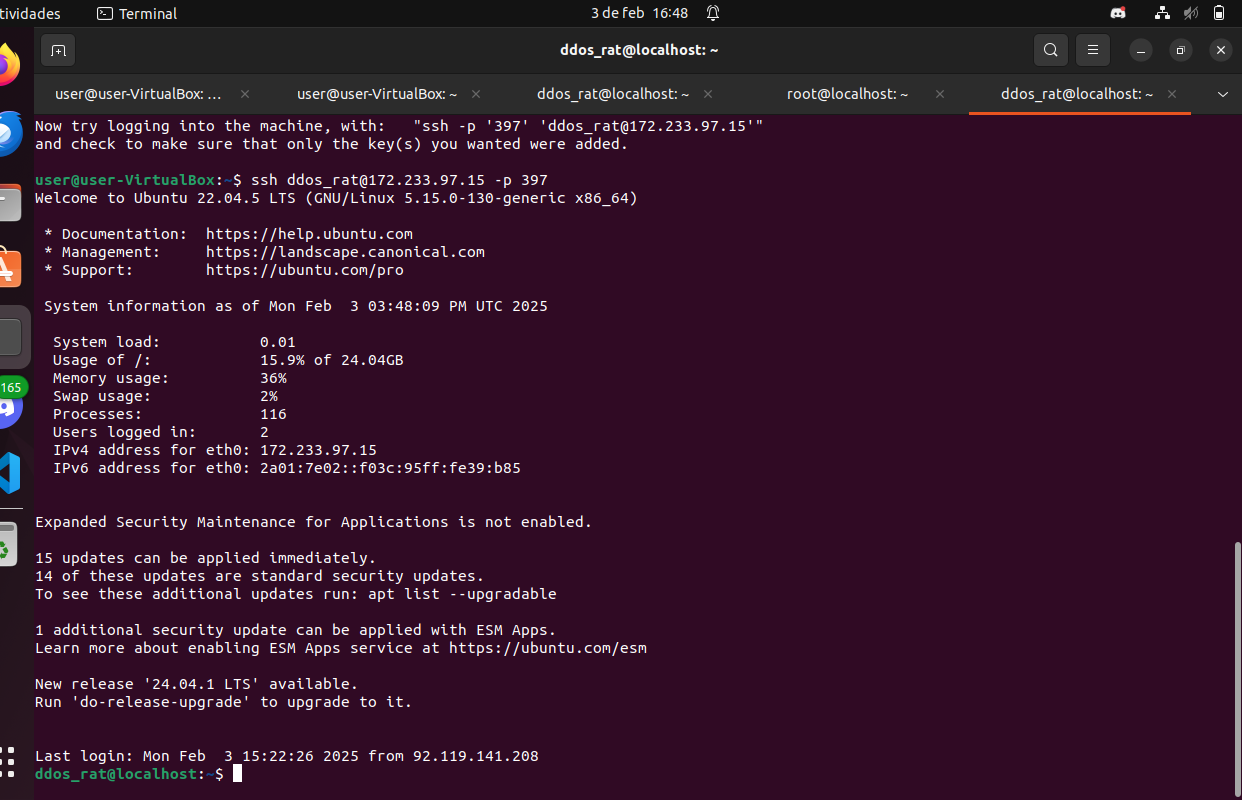 tividades
Terminal
3 de feb 16:48
ddos_rat@localhost: ~
user@user-VirtualBox: ...
user@user-VirtualBox: ~
ddos_rat@localhost: ~
root@localhost: ~
ddos_rat@localhost: ~
Now try logging into the machine, with:   "ssh -p '397' 'ddos_rat@172.233.97.15'"
and check to make sure that only the key(s) you wanted were added.
user@user-VirtualBox:~$ ssh ddos_rat@172.233.97.15 -p 397
Welcome to Ubuntu 22.04.5 LTS (GNU/Linux 5.15.0-130-generic x86_64)
* Documentation:  https://help.ubuntu.com
* Management:     https://landscape.canonical.com
* Support:        https://ubuntu.com/pro
System information as of Mon Feb  3 03:48:09 PM UTC 2025
System load:           0.01
Usage of /:            15.9% of 24.04GB
Memory usage:          36%
Swap usage:            2%
Processes:             116
Users logged in:       2
IPv4 address for eth0: 172.233.97.15
IPv6 address for eth0: 2a01:7e02::f03c:95ff:fe39:b85
Expanded Security Maintenance for Applications is not enabled.
15 updates can be applied immediately.
14 of these updates are standard security updates.
To see these additional updates run: apt list --upgradable
1 additional security update can be applied with ESM Apps.
Learn more about enabling ESM Apps service at https://ubuntu.com/esm
New release '24.04.1 LTS' available.
Run 'do-release-upgrade' to upgrade to it.
Last login: Mon Feb  3 15:22:26 2025 from 92.119.141.208
ddos_rat@localhost:~$
165